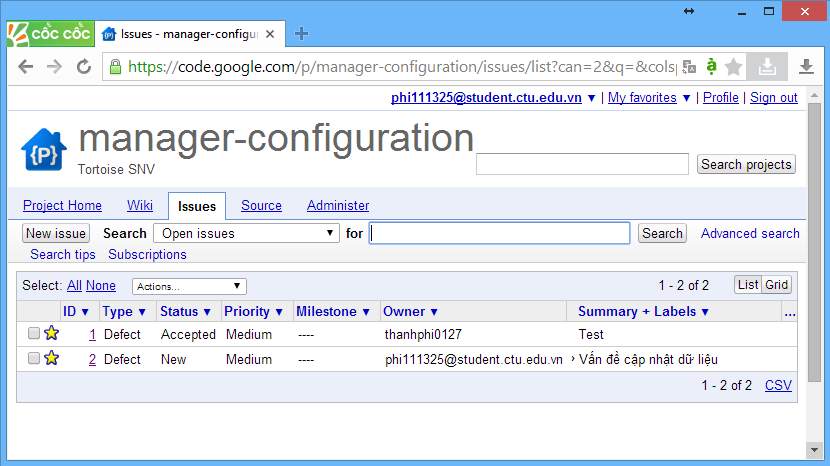 cốc cốc
Issues - manager-configur
https://code.google.com/p/manager-configuration/issues/list?can=2&q=&colsp
phi111325@student.ctu.edu.vn ▼ | My favorites ▼ | Profile | Sign out
manager-configuration
Tortoise SNV
Search projects
Project Home Wiki Issues Source Administer
New issue Search Open issues for Search Advanced search
Search tips Subscriptions
Select: All None Actions... 1 - 2 of 2 List Grid
ID ▼ Type ▼ Status ▼ Priority ▼ Milestone ▼ Owner ▼ Summary + Labels ▼ ...
1 Defect Accepted Medium ---- thanhphi0127 Test
2 Defect New Medium ---- phi111325@student.ctu.edu.vn › Vấn đề cập nhật dữ liệu
1 - 2 of 2 CSV